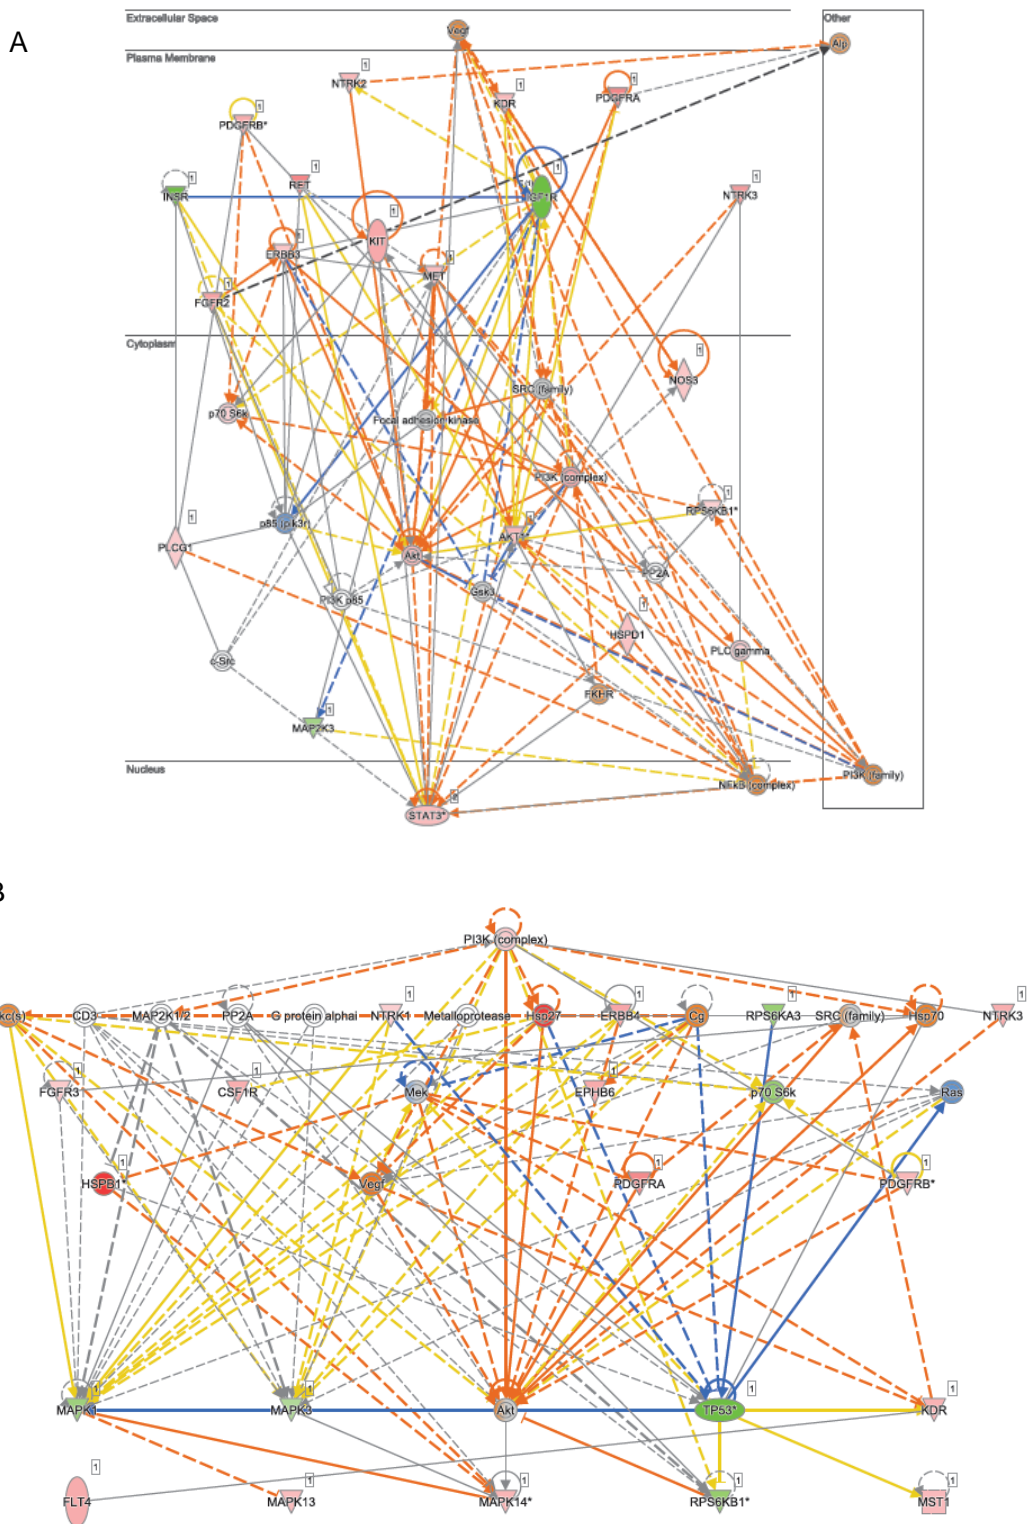 A
Extracellular Space
Other
Vegf
Alp
Plasma Membrane
NTRK2
KDR
PDGFRA
PDGFRB*
RET
INSR
IGF1R
NTRK3
KIT
ERBB3
MET
FGFR2
Cytoplasm
NOS3
SRC (family)
p70 S6k
Focal adhesion kinase
PI3K (complex)
RPS6KB1*
p85 (pik3r)
AKT1*
PLCG1
Akt
PP2A
Gsk3
PI3K p85
HSPD1
PLC gamma
c-Src
FKHR
MAP2K3
Nucleus
NFkB (complex)
PI3K (family)
STAT3*
PI3K (complex)
CD3
MAP2K1/2
PP2A
G protein alphai
NTRK1
Metalloprotease
Hsp27
ERBB4
Cg
RPS6KA3
SRC (family)
Hsp70
NTRK3
FGFR3
CSF1R
Mek
EPHB6
p70 S6k
Ras
HSPB1*
Vegf
PDGFRA
PDGFRB*
MAPK1
MAPK3
Akt
TP53*
KDR
FLT4
MAPK13
MAPK14*
RPS6KB1*
MST1